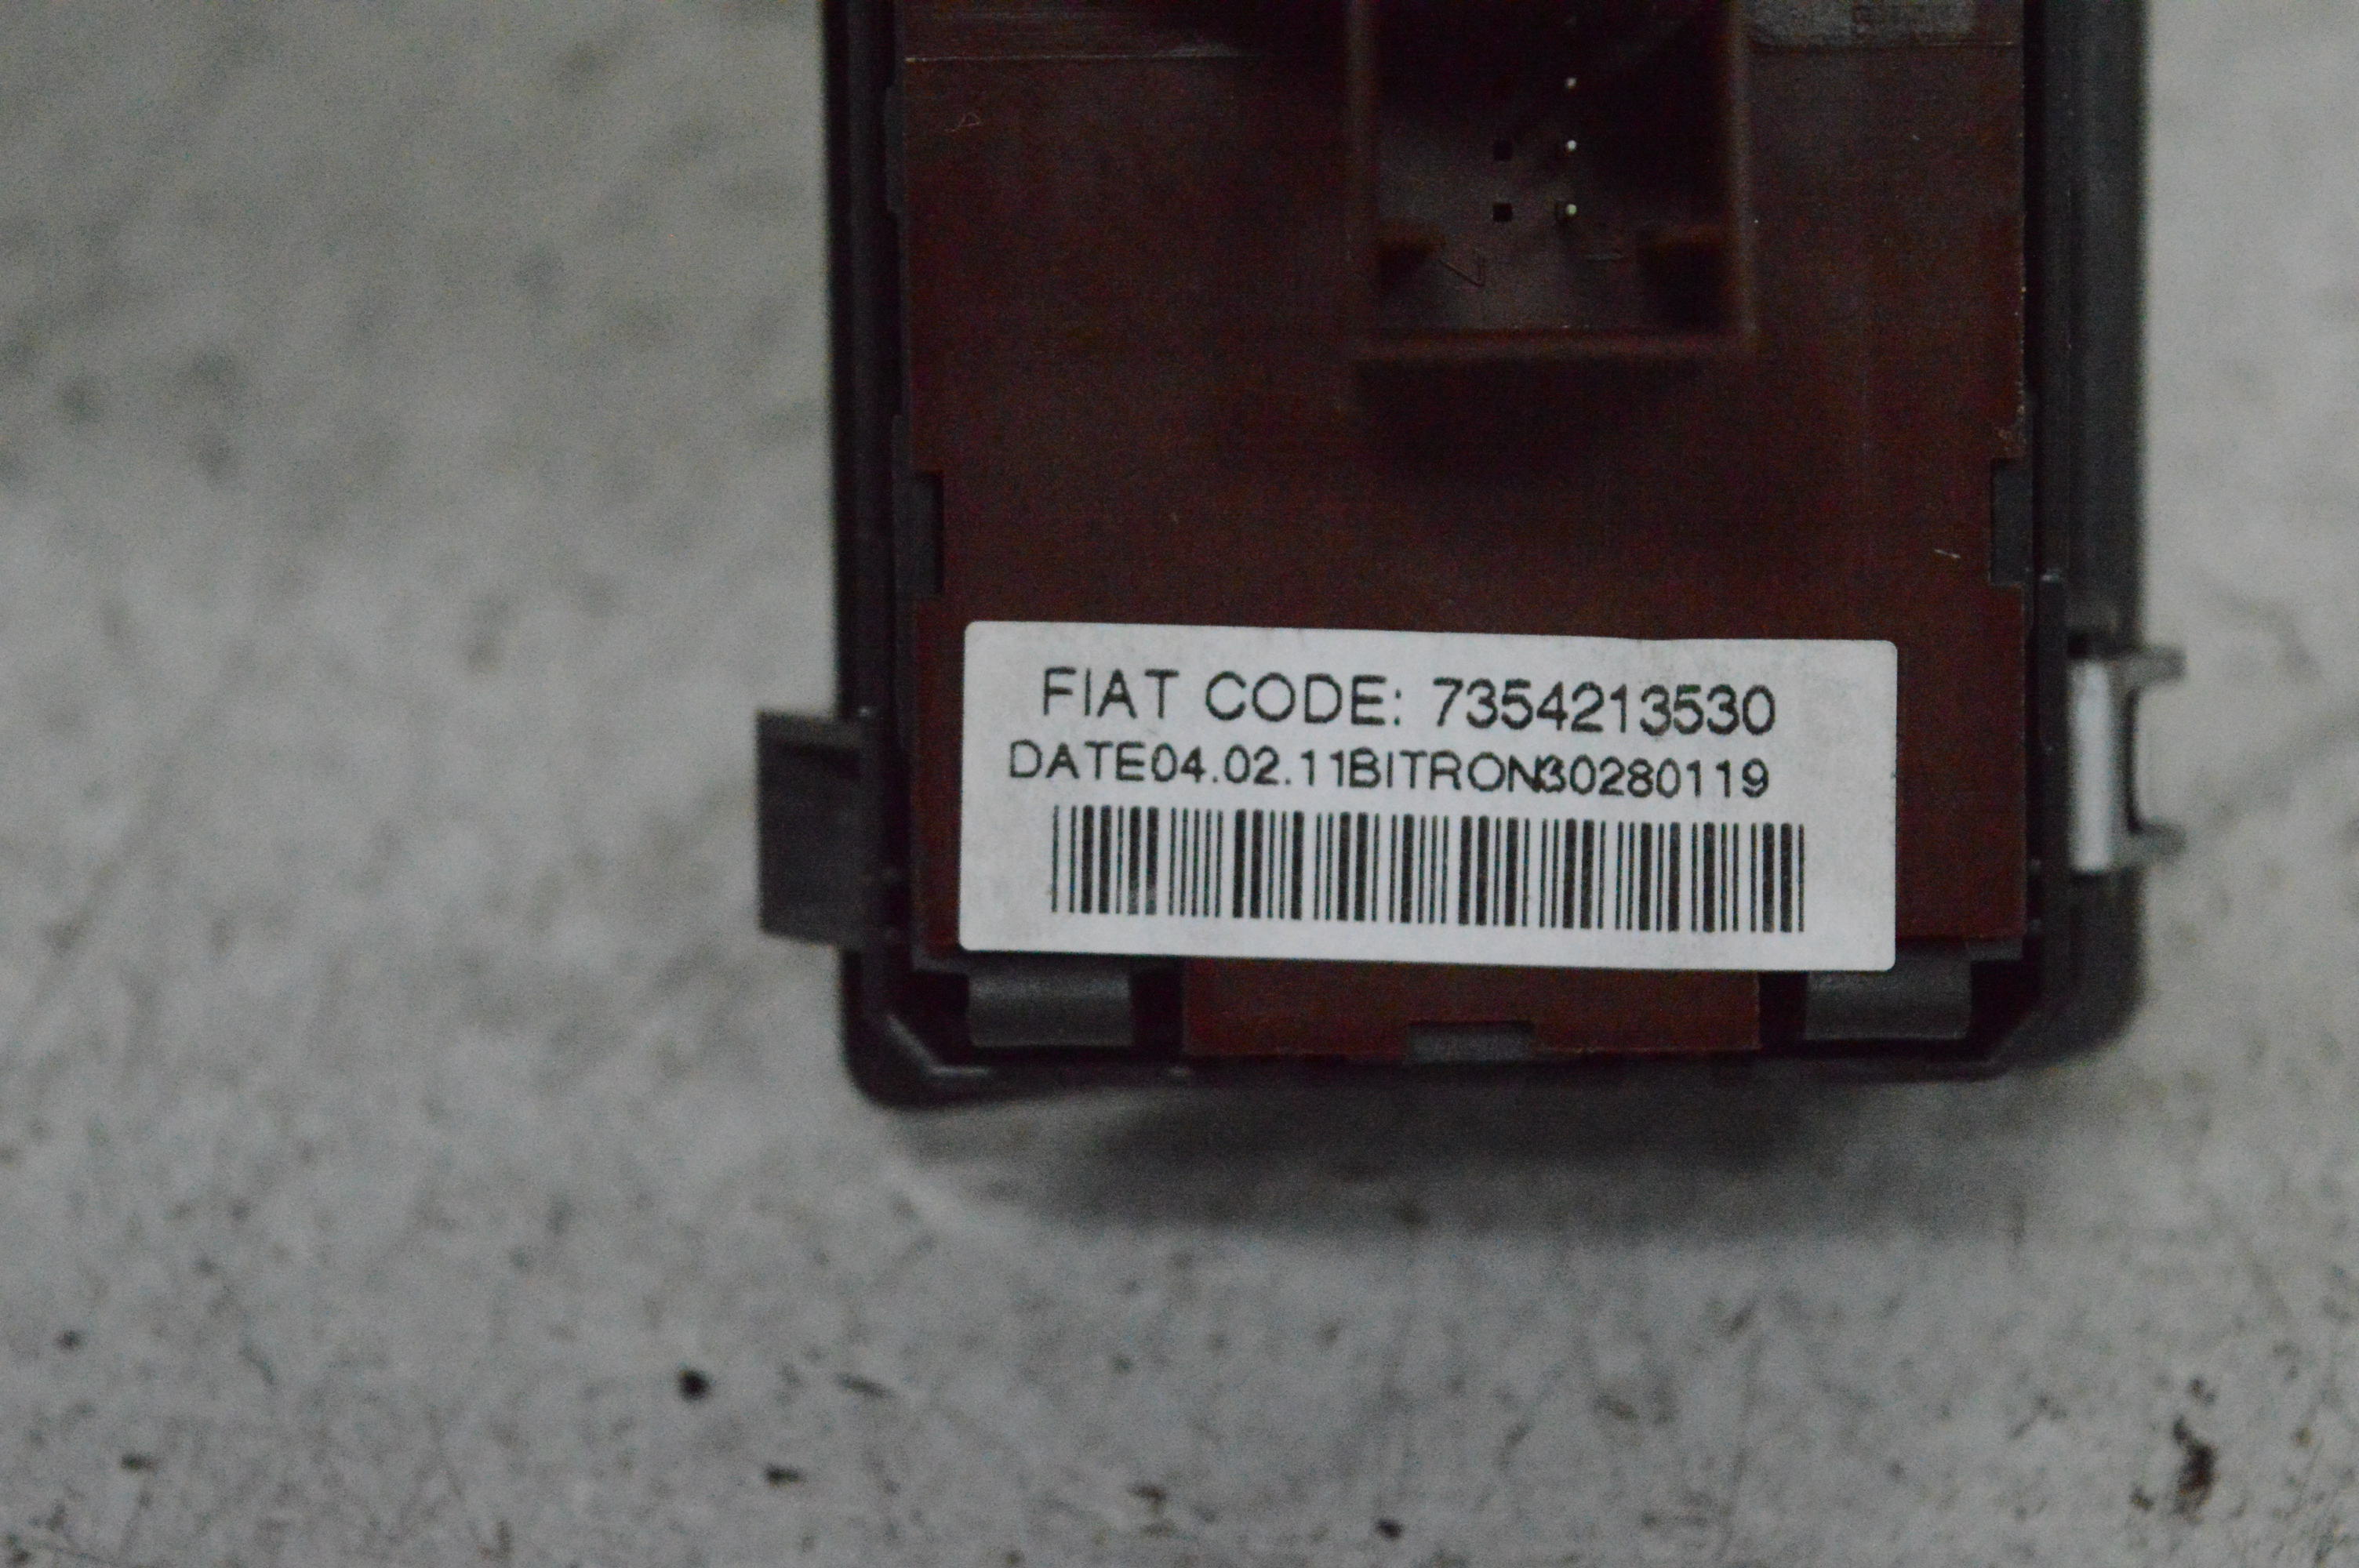 FIAT CODE: 7354213530
DATE04.02.11BITRON30280119